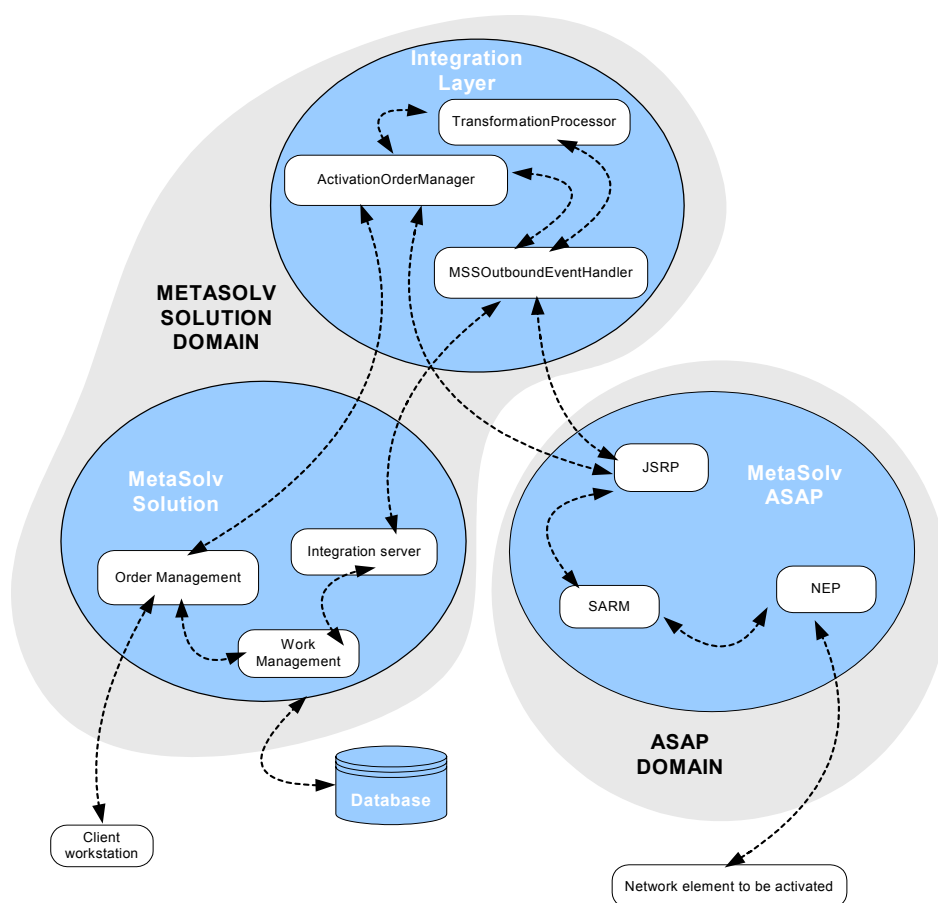 Integration
Layer
TransformationProcessor
ActivationOrderManager
MSSOutboundEventHandler
METASOLV
SOLUTION
DOMAIN
MetaSolv
Solution
Integration server
Order Management
Work
Management
JSRP
MetaSolv
ASAP
SARM
NEP
ASAP
DOMAIN
Database
Client
workstation
Network element to be activated